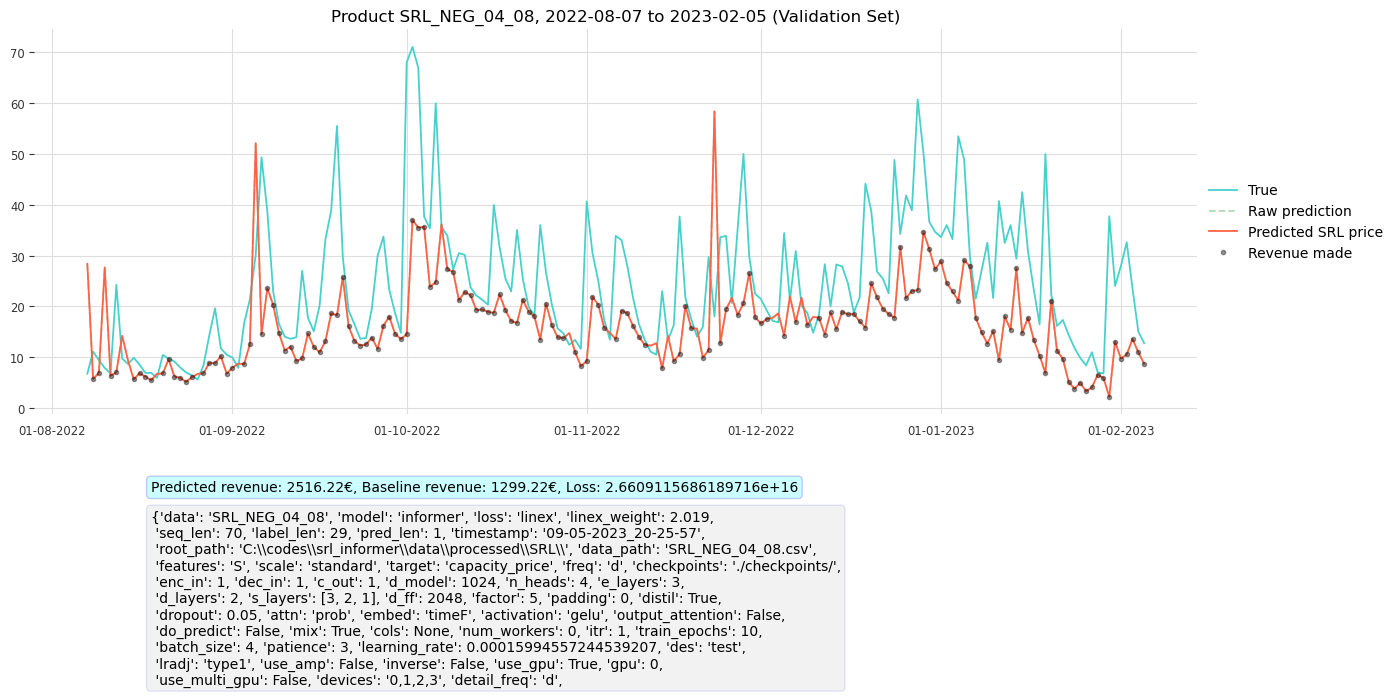 Product SRL_NEG_04_08, 2022-08-07 to 2023-02-05 (Validation Set)
70
60
50
40
30
20
10
0
01-08-2022 01-09-2022 01-10-2022 01-11-2022 01-12-2022 01-01-2023 01-02-2023
True
Raw prediction
Predicted SRL price
Revenue made
Predicted revenue: 2516.22€, Baseline revenue: 1299.22€, Loss: 2.6609115686189716e+16
{'data': 'SRL_NEG_04_08', 'model': 'informer', 'loss': 'linex', 'linex_weight': 2.019,
'seq_len': 70, 'label_len': 29, 'pred_len': 1, 'timestamp': '09-05-2023_20-25-57',
'root_path': 'C:\\codes\\srl_informer\\data\\processed\\SRL\\', 'data_path': 'SRL_NEG_04_08.csv',
'features': 'S', 'scale': 'standard', 'target': 'capacity_price', 'freq': 'd', 'checkpoints': './checkpoints/',
'enc_in': 1, 'dec_in': 1, 'c_out': 1, 'd_model': 1024, 'n_heads': 4, 'e_layers': 3,
'd_layers': 2, 's_layers': [3, 2, 1], 'd_ff': 2048, 'factor': 5, 'padding': 0, 'distil': True,
'dropout': 0.05, 'attn': 'prob', 'embed': 'timeF', 'activation': 'gelu', 'output_attention': False,
'do_predict': False, 'mix': True, 'cols': None, 'num_workers': 0, 'itr': 1, 'train_epochs': 10,
'batch_size': 4, 'patience': 3, 'learning_rate': 0.00015994557244539207, 'des': 'test',
'lradj': 'type1', 'use_amp': False, 'inverse': False, 'use_gpu': True, 'gpu': 0,
'use_multi_gpu': False, 'devices': '0,1,2,3', 'detail_freq': 'd',